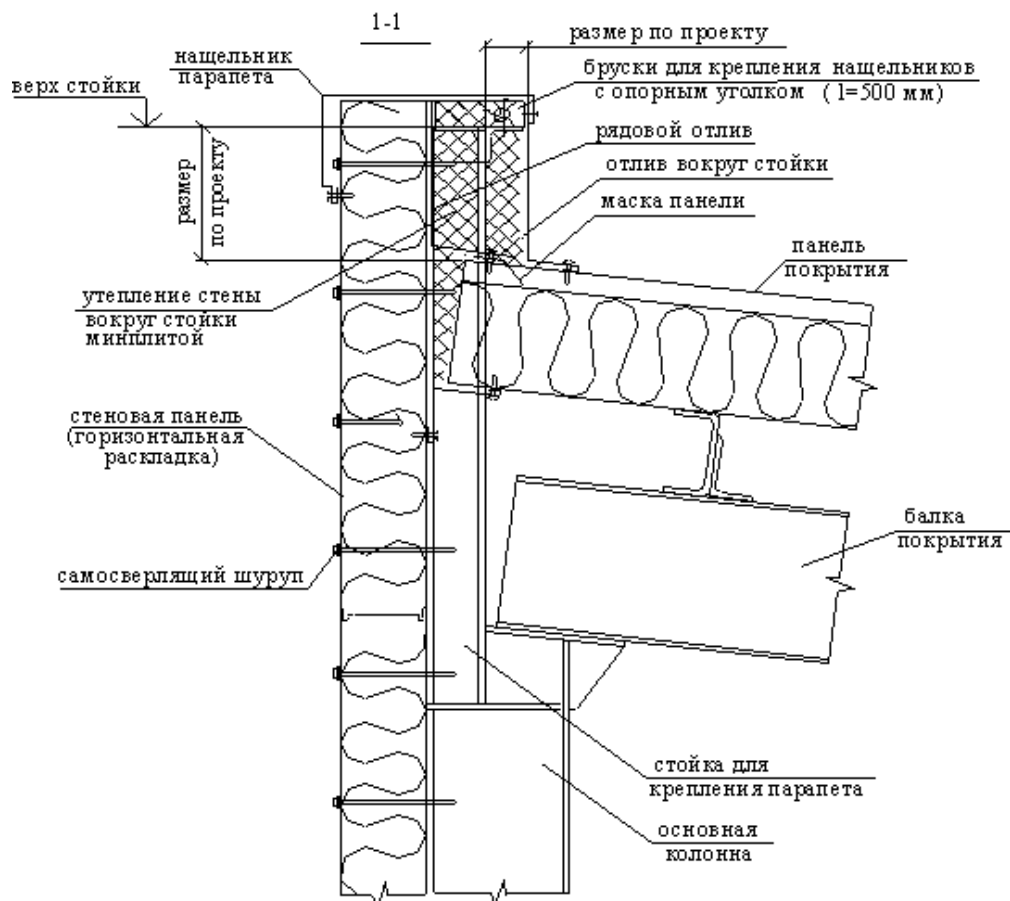 1-1
размер по проекту
нащельник
парапета
бруски для крепления нащельников
с опорным уголком ( l=500 мм)
верх стойки
рядовой отлив
отлив вокруг стойки
размер
по проекту
маска панели
панель
покрытия
утепление стены
вокруг стойки
минплитой
стеновая панель
(горизонтальная
раскладка)
балка
покрытия
самосверлящий шуруп
стойка для
крепления парапета
основная
колонна